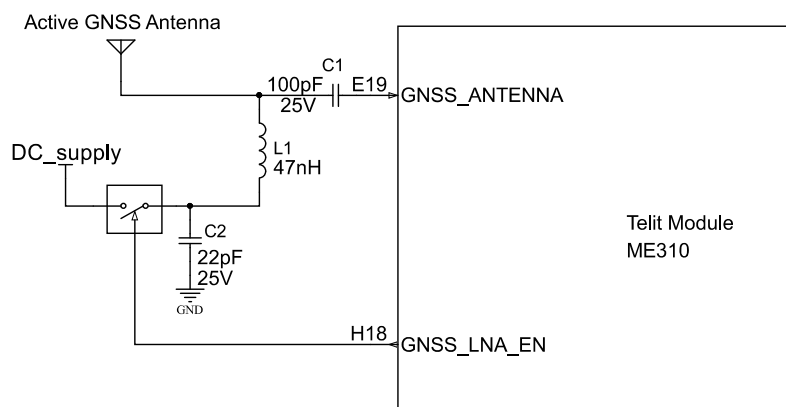 Active GNSS Antenna
C1
100pF
25V
E19
GNSS_ANTENNA
L1
47nH
DC_supply
C2
22pF
25V
GND
Telit Module
ME310
H18
GNSS_LNA_EN